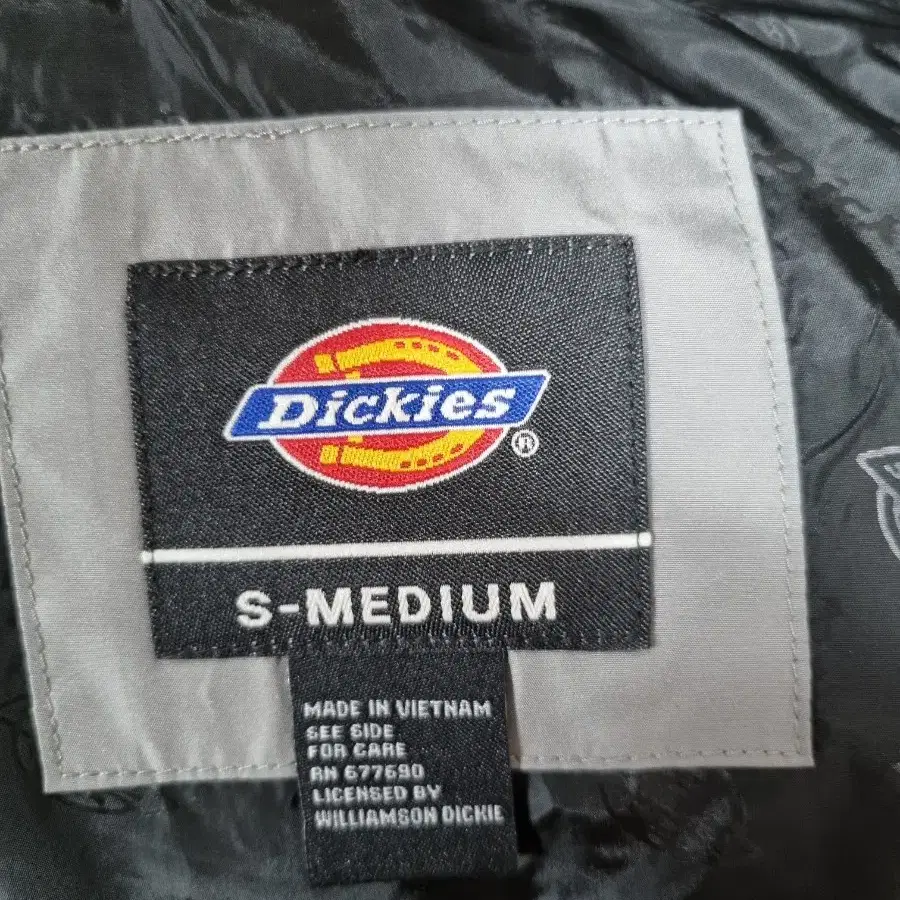 Dickies
®
S-MEDIUM
MADE IN VIETNAM
SEE SIDE
FOR CARE
RN 677690
LICENSED BY
WILLIAMSON DICKIE